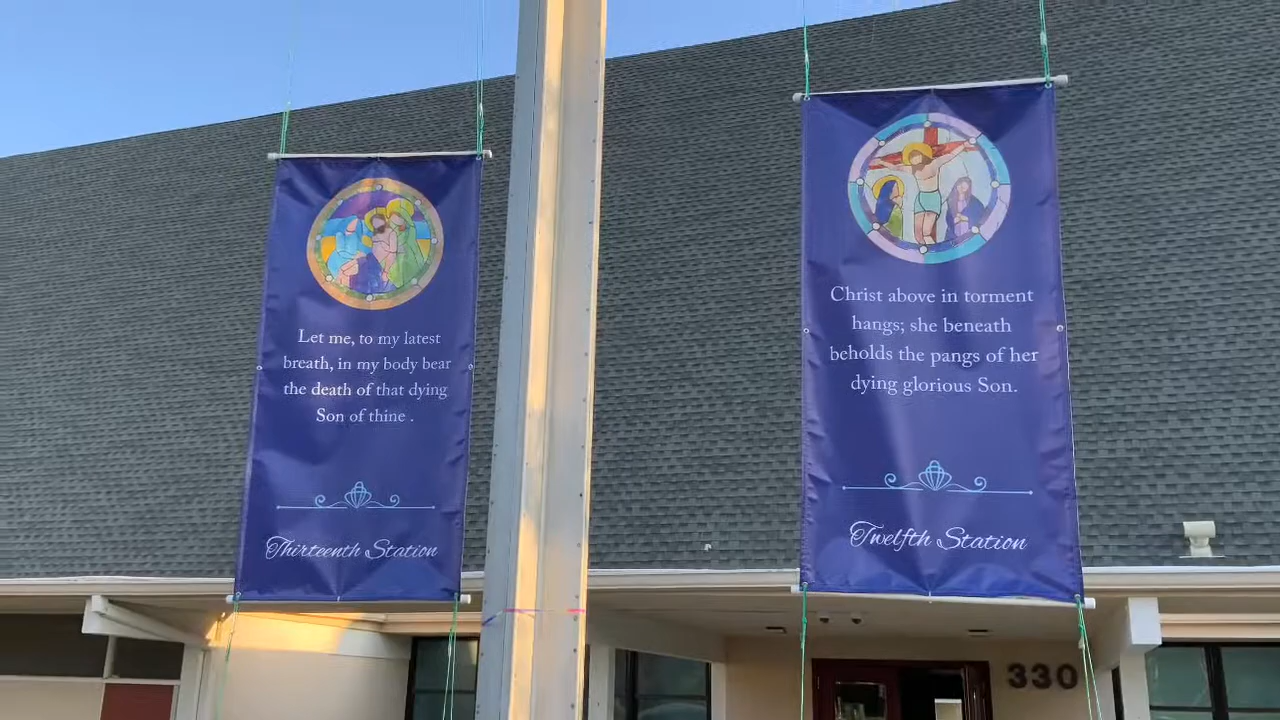 Let me, to my latest
breath, in my body bear
the death of that dying
Son of thine .
Thirteenth Station
Christ above in torment
hangs; she beneath
beholds the pangs of her
dying glorious Son.
Twelfth Station
330